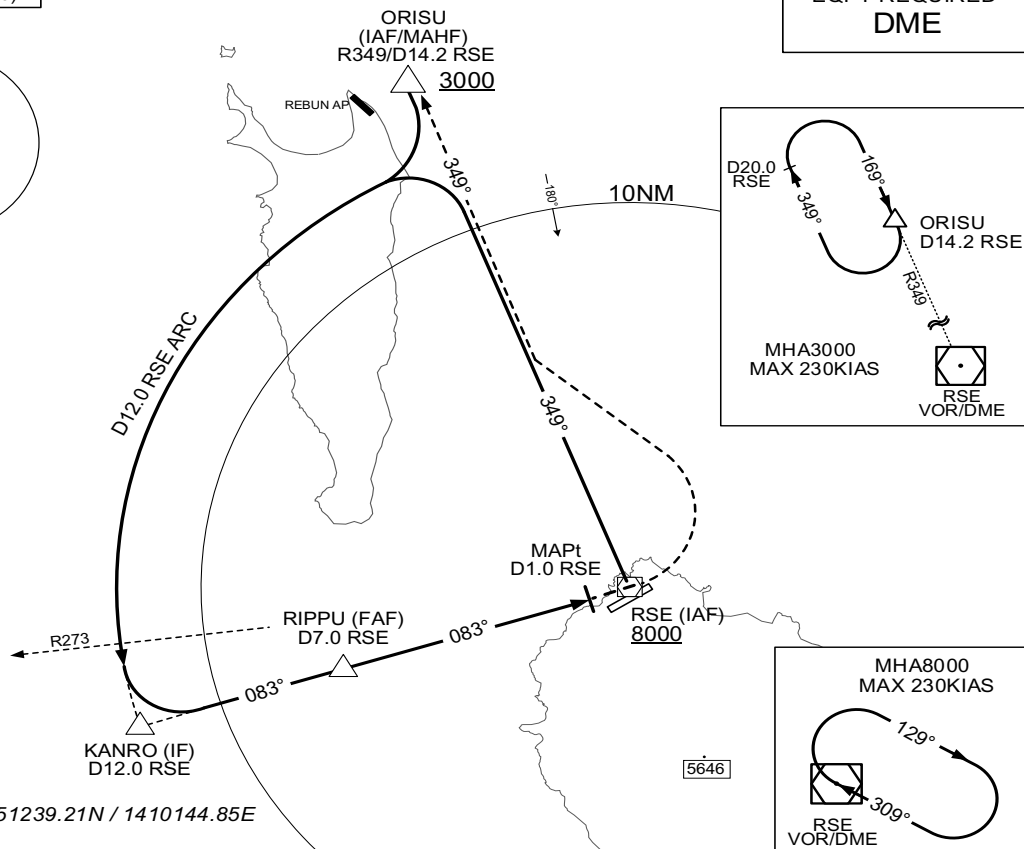 DME
ORISU
(IAF/MAHF)
R349/D14.2 RSE
3000
REBUN AP
349°
180°
10NM
D12.0 RSE ARC
349°
D20.0
RSE
169°
349°
ORISU
D14.2 RSE
R349
MHA3000
MAX 230KIAS
RSE
VOR/DME
MAPt
D1.0 RSE
RSE (IAF)
8000
RIPPU (FAF)
D7.0 RSE
083°
R273
083°
KANRO (IF)
D12.0 RSE
5646
MHA8000
MAX 230KIAS
129°
309°
RSE
VOR/DME
51239.21N / 1410144.85E